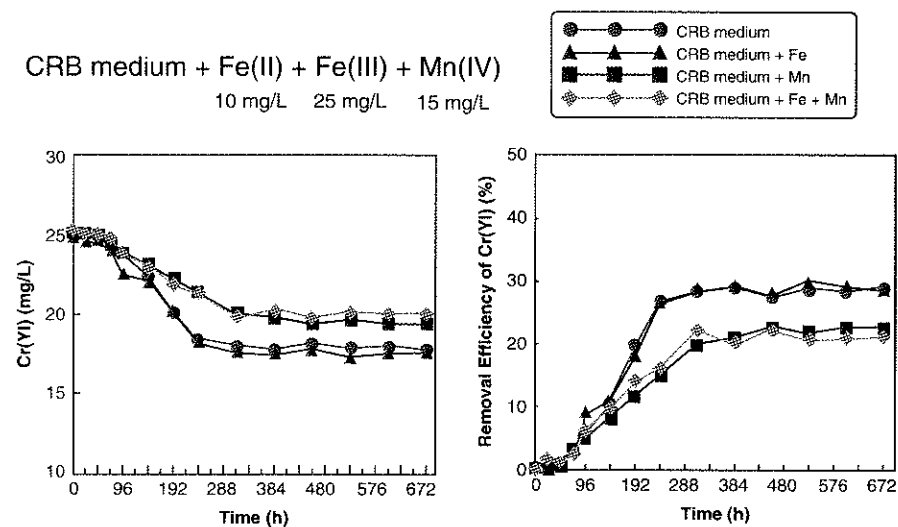 CRB medium + Fe(II) + Fe(III) + Mn(IV)
10 mg/L 25 mg/L 15 mg/L
CRB medium
CRB medium + Fe
CRB medium + Mn
CRB medium + Fe + Mn
Cr(YI) (mg/L)
30
25
20
15
10
0 96 192 288 384 480 576 672
Time (h)
Removal Efficiency of Cr(YI) (%)
50
40
30
20
10
0
0 96 192 288 384 480 576 672
Time (h)